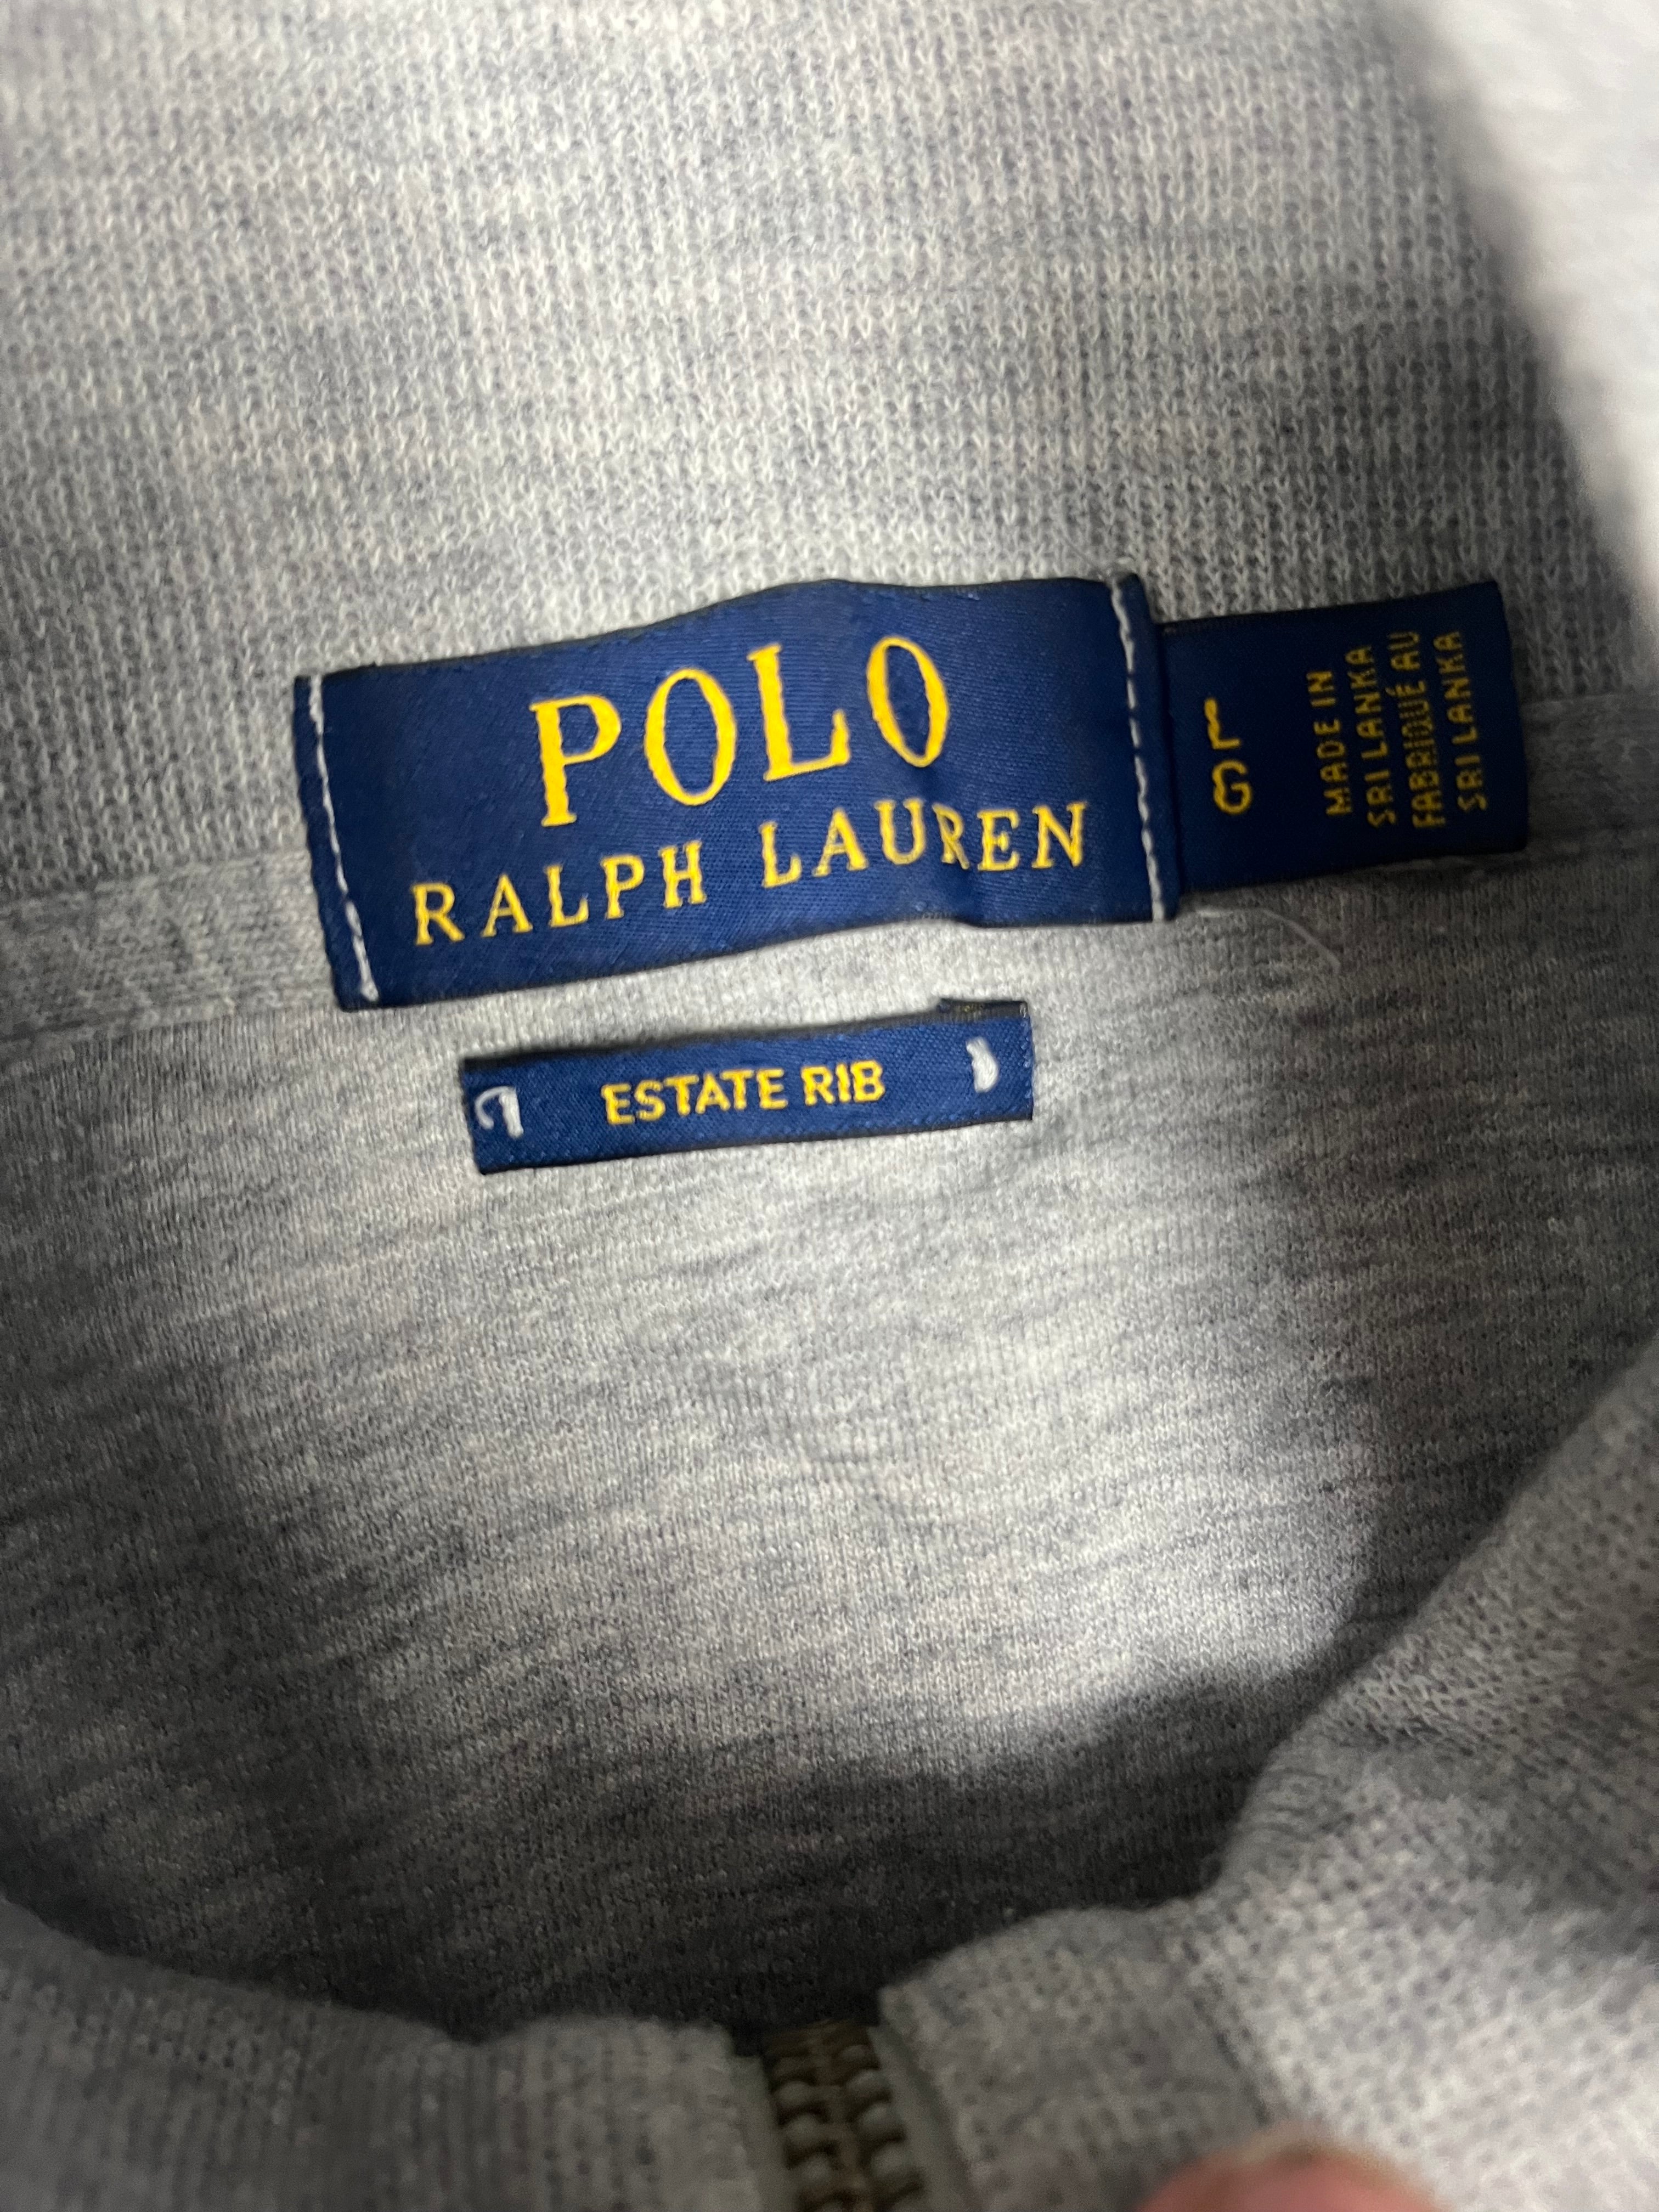 POLO
RALPH LAUREN
L
G
MADE IN
SRI LANKA
FABRIQUÉ AU
SRI LANKA
ESTATE RIB